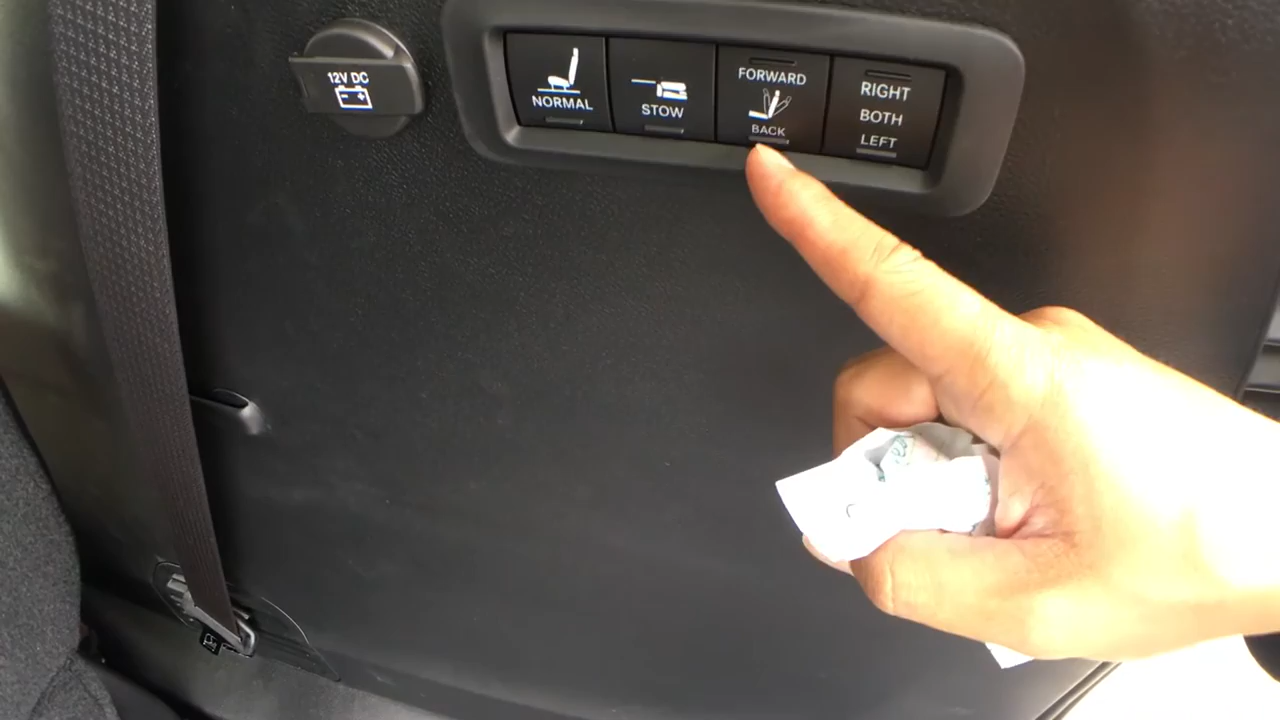 12V DC
- +
NORMAL
STOW
FORWARD
BACK
RIGHT
BOTH
LEFT